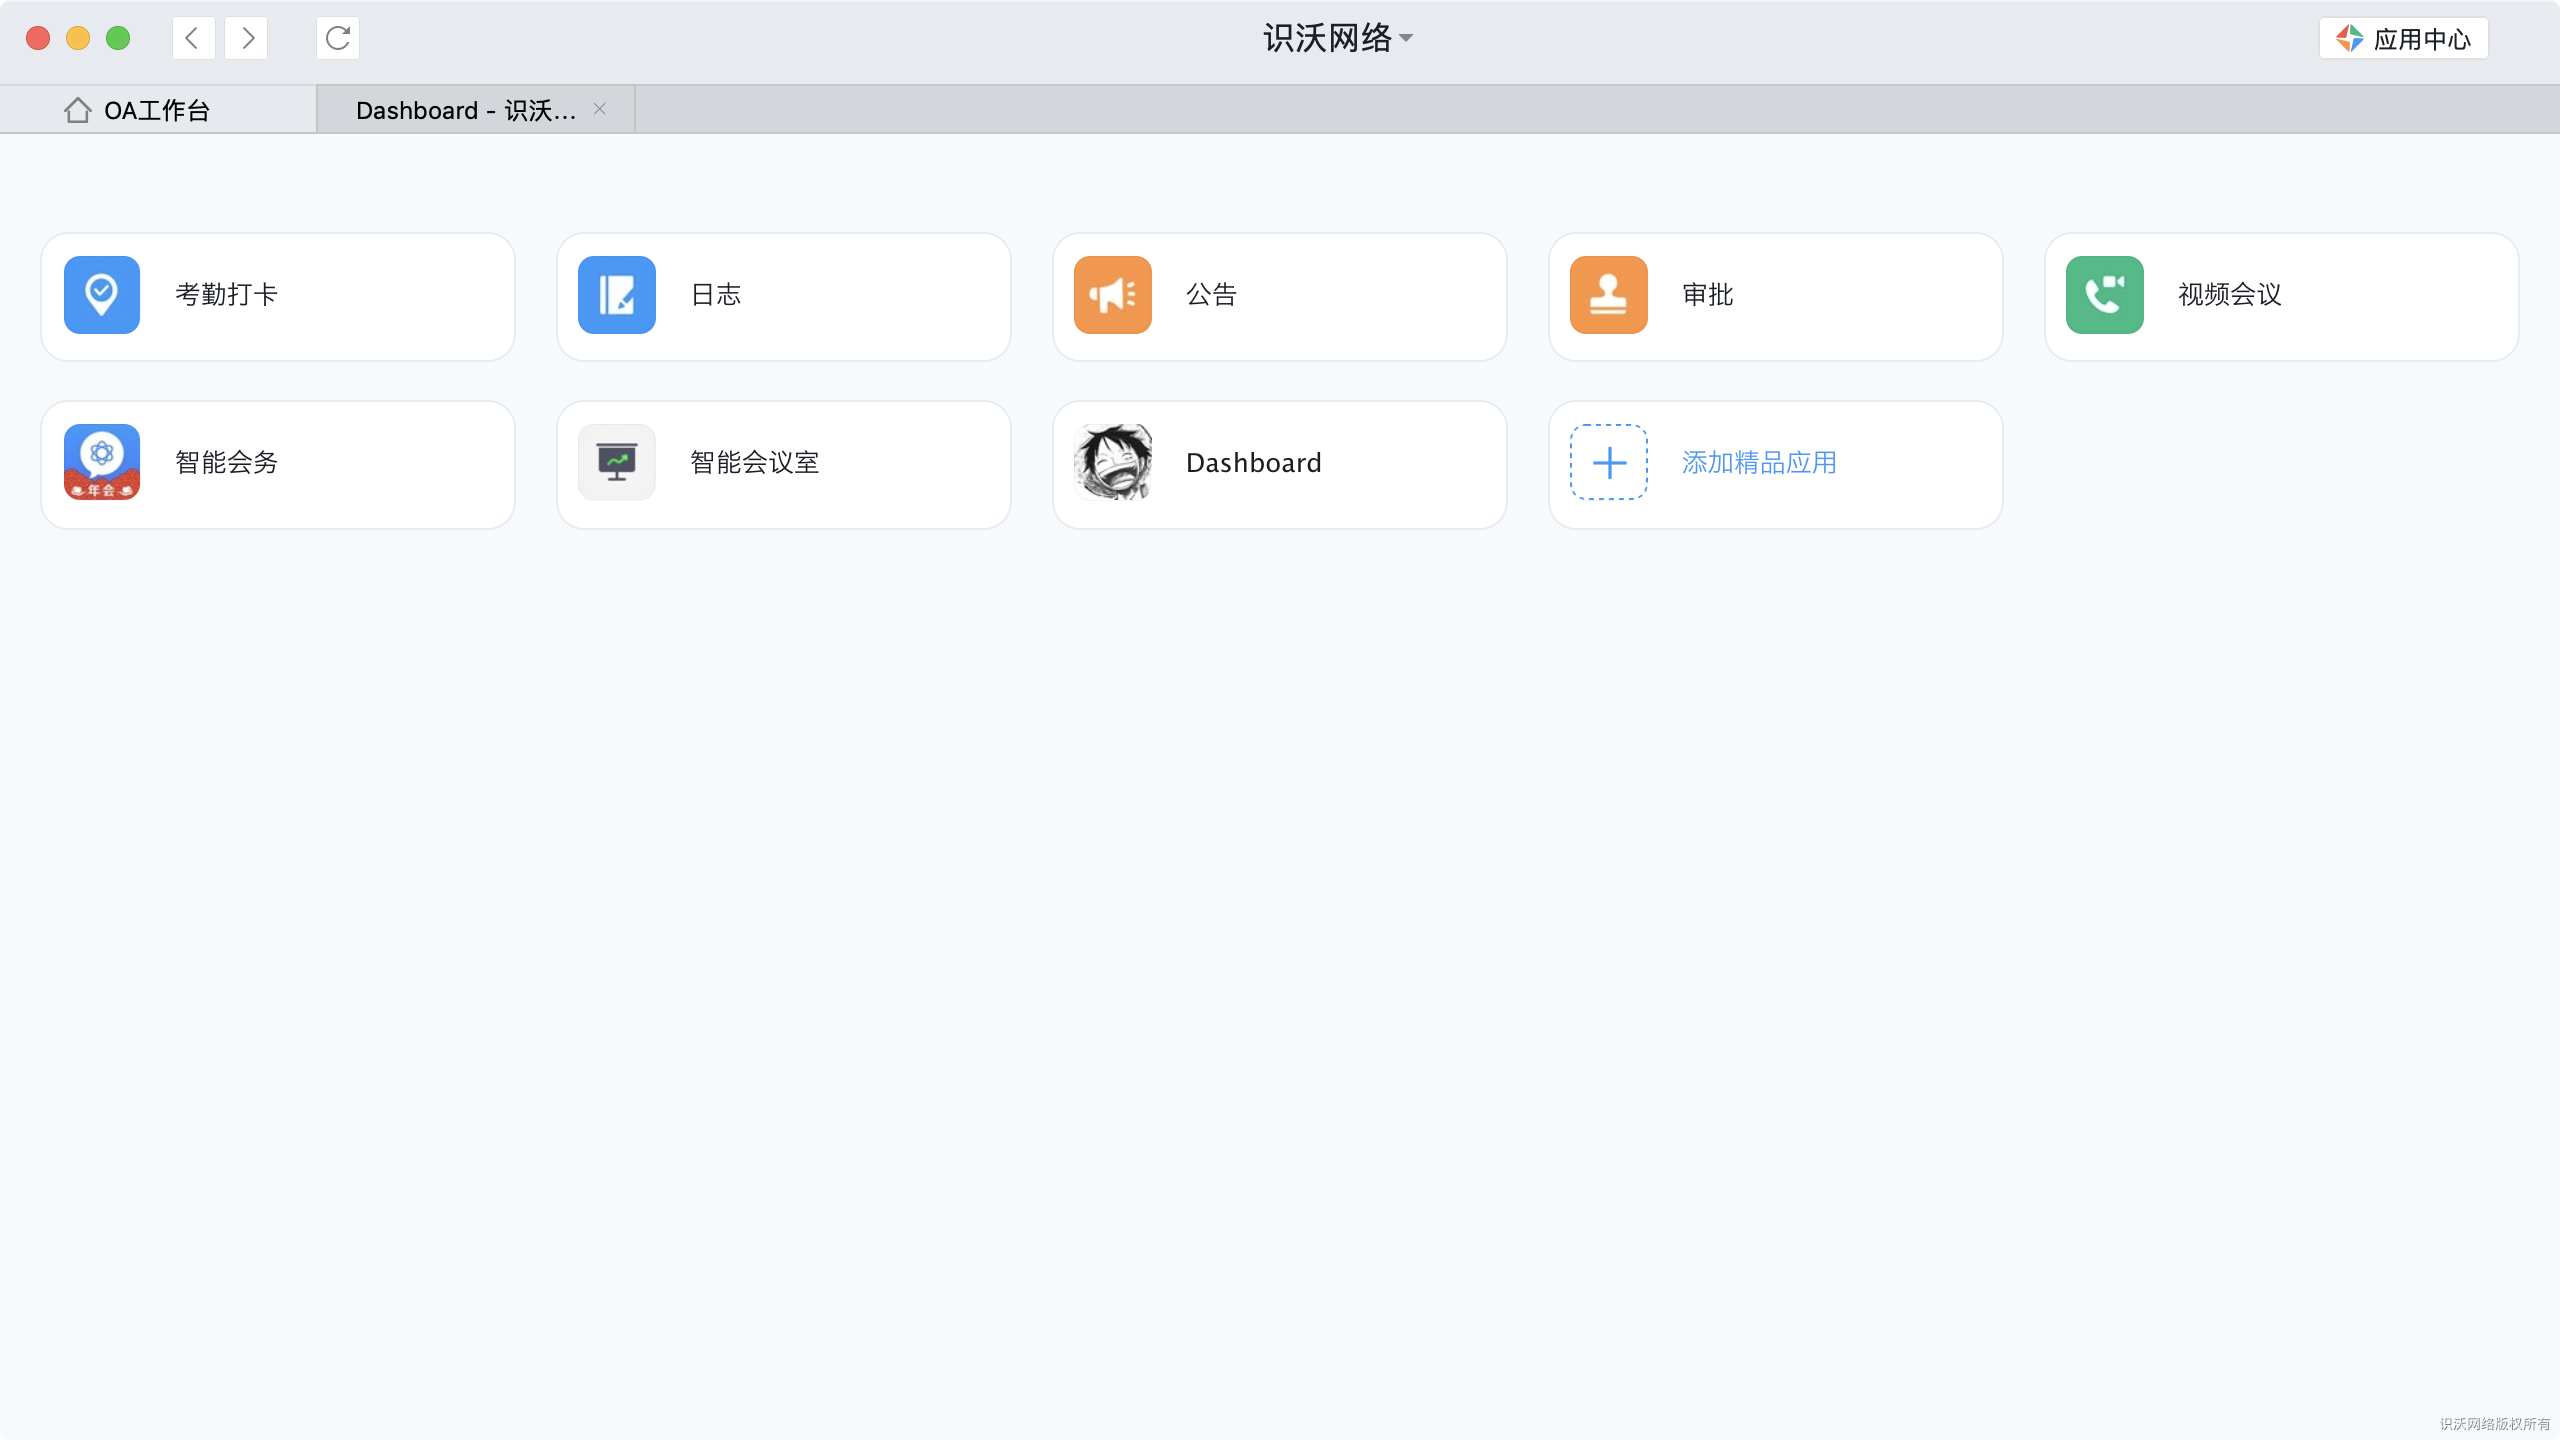 识沃网络
应用中心
OA工作台
Dashboard - 识沃...
考勤打卡
日志
公告
审批
视频会议
年会
智能会务
智能会议室
Dashboard
添加精品应用
识沃网络版权所有